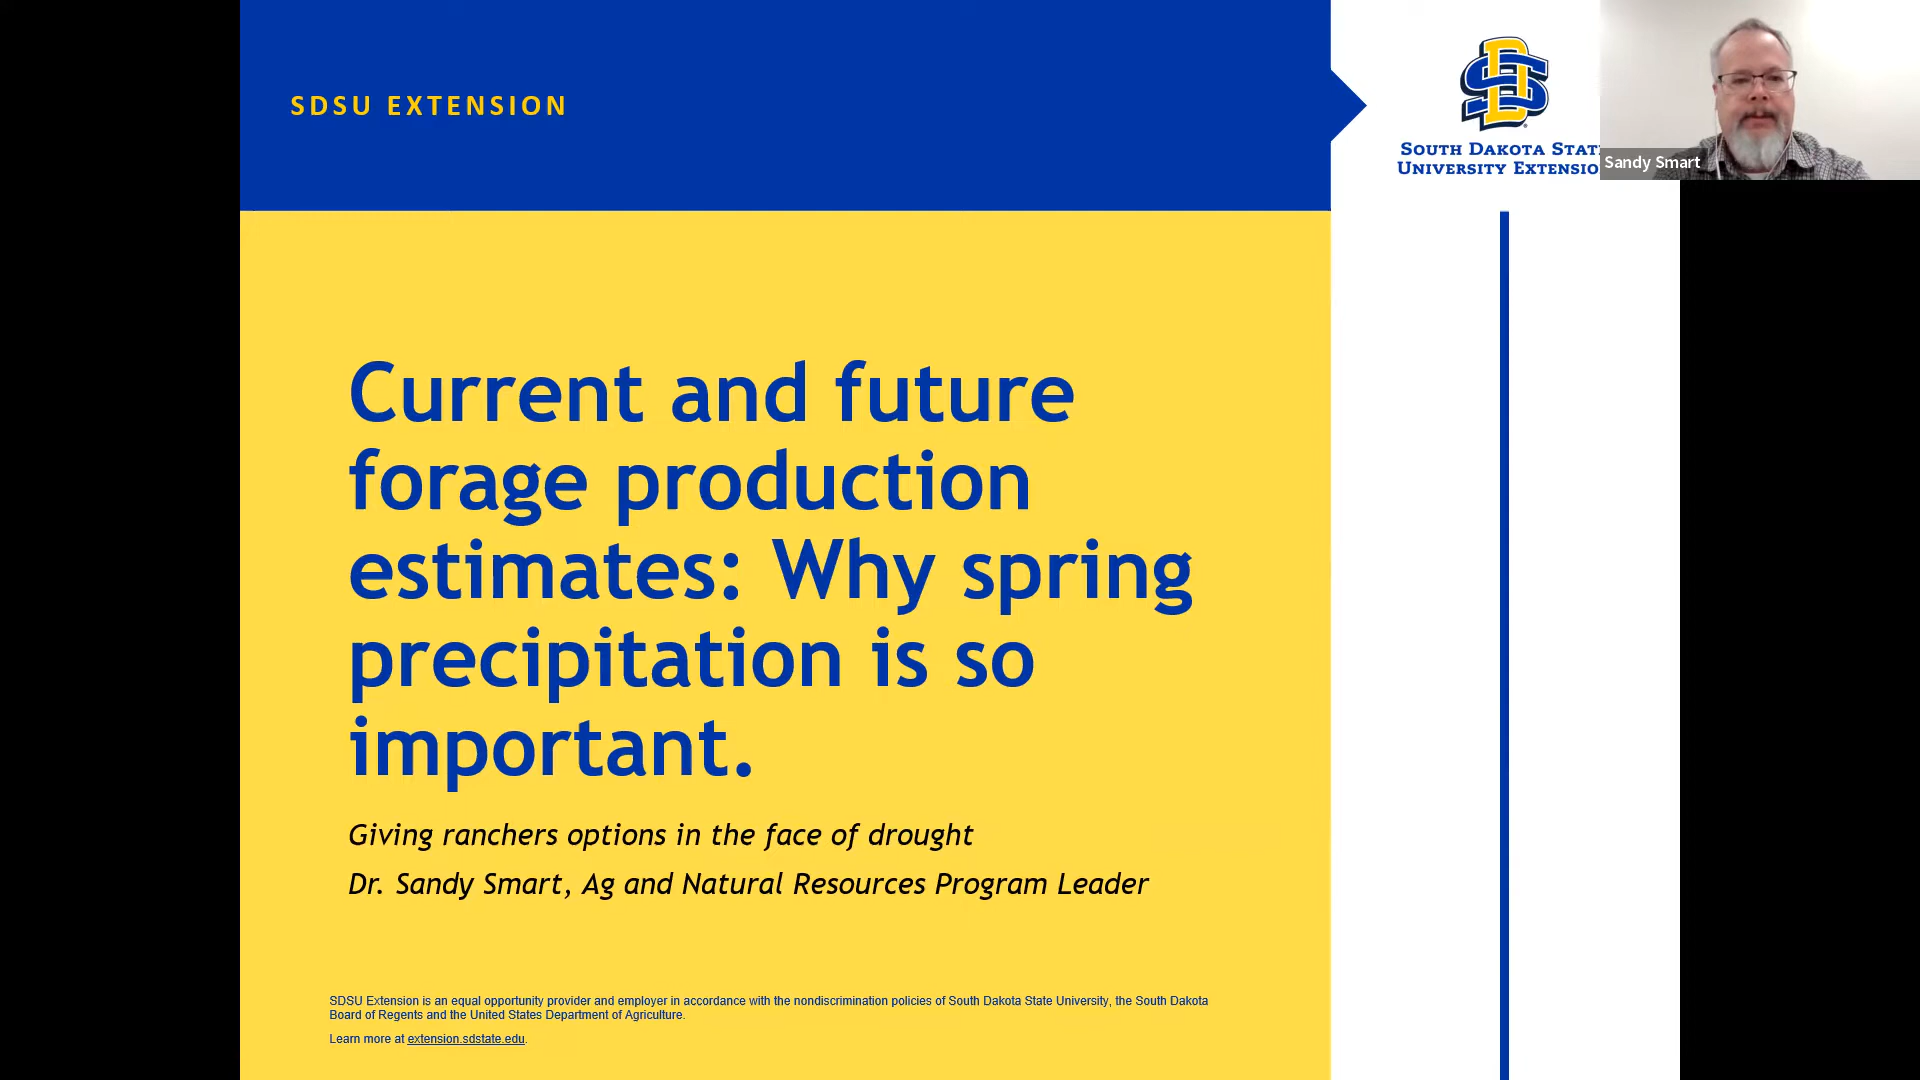 SDSU EXTENSION
SOUTH DAKOTA STAT
UNIVERSITY EXTENSIO
Sandy Smart
Current and future
forage production
estimates: Why spring
precipitation is so
important.
Giving ranchers options in the face of drought
Dr. Sandy Smart, Ag and Natural Resources Program Leader
SDSU Extension is an equal opportunity provider and employer in accordance with the nondiscrimination policies of South Dakota State University, the South Dakota
Board of Regents and the United States Department of Agriculture.
Learn more at extension.sdstate.edu.